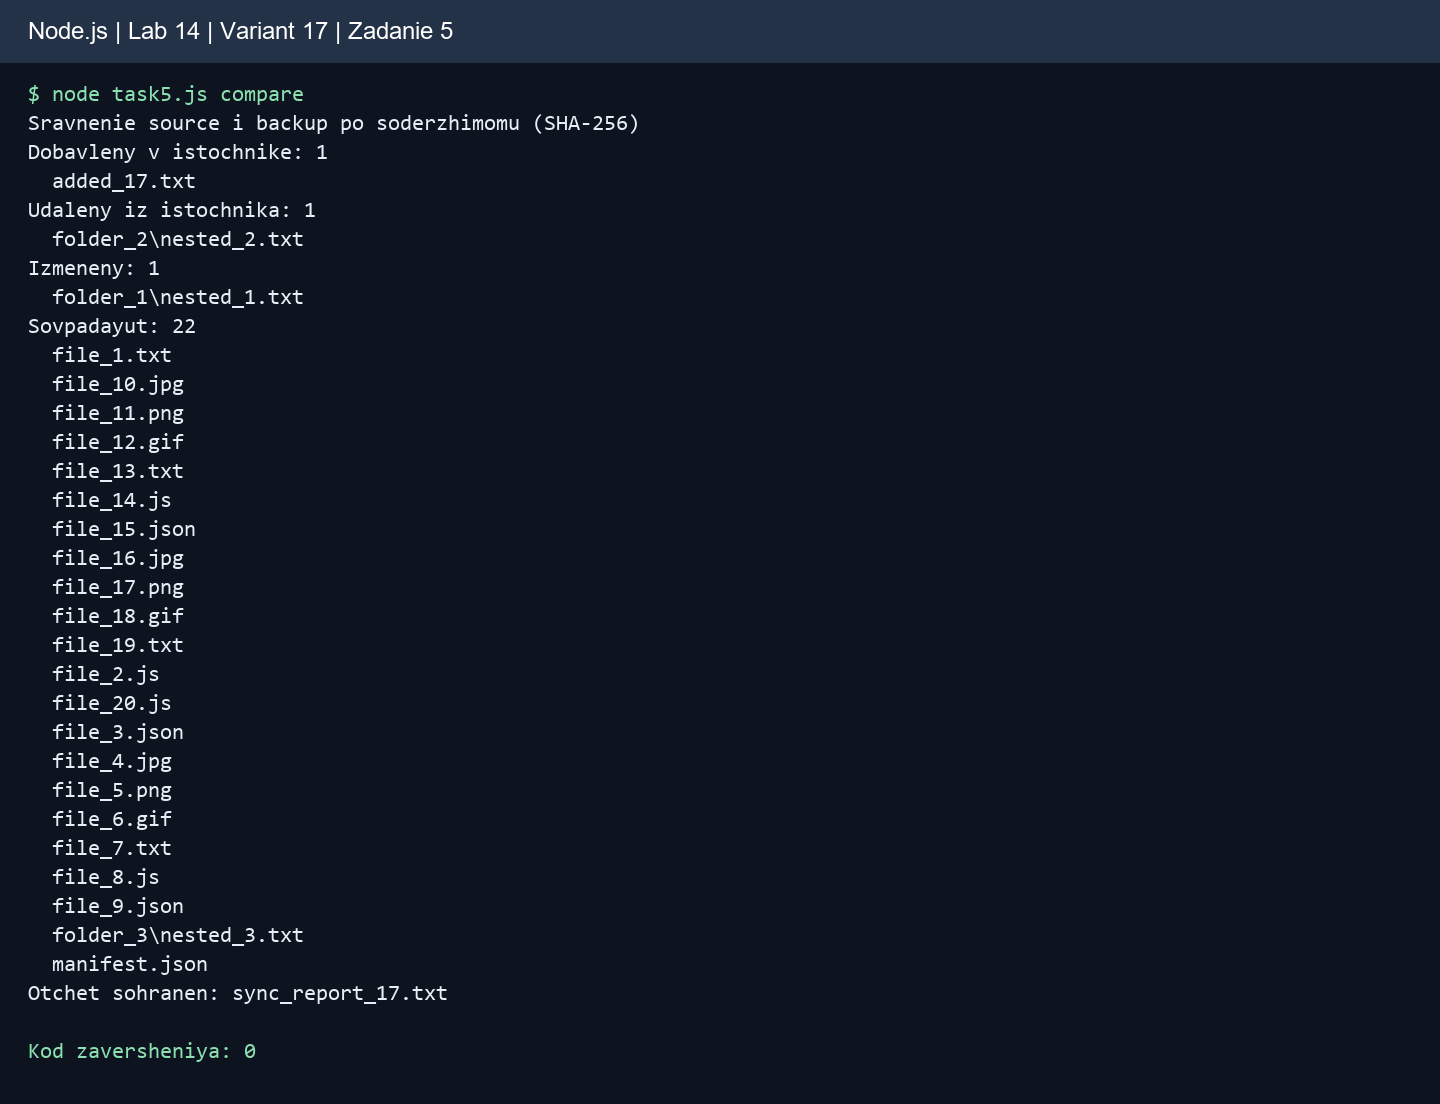 Node.js | Lab 14 | Variant 17 | Zadanie 5
$ node task5.js compare
Sravnenie source i backup po soderzhimomu (SHA-256)
Dobavleny v istochnike: 1
  added_17.txt
Udaleny iz istochnika: 1
  folder_2\nested_2.txt
Izmeneny: 1
  folder_1\nested_1.txt
Sovpadayut: 22
  file_1.txt
  file_10.jpg
  file_11.png
  file_12.gif
  file_13.txt
  file_14.js
  file_15.json
  file_16.jpg
  file_17.png
  file_18.gif
  file_19.txt
  file_2.js
  file_20.js
  file_3.json
  file_4.jpg
  file_5.png
  file_6.gif
  file_7.txt
  file_8.js
  file_9.json
  folder_3\nested_3.txt
  manifest.json
Otchet sohranen: sync_report_17.txt
Kod zaversheniya: 0